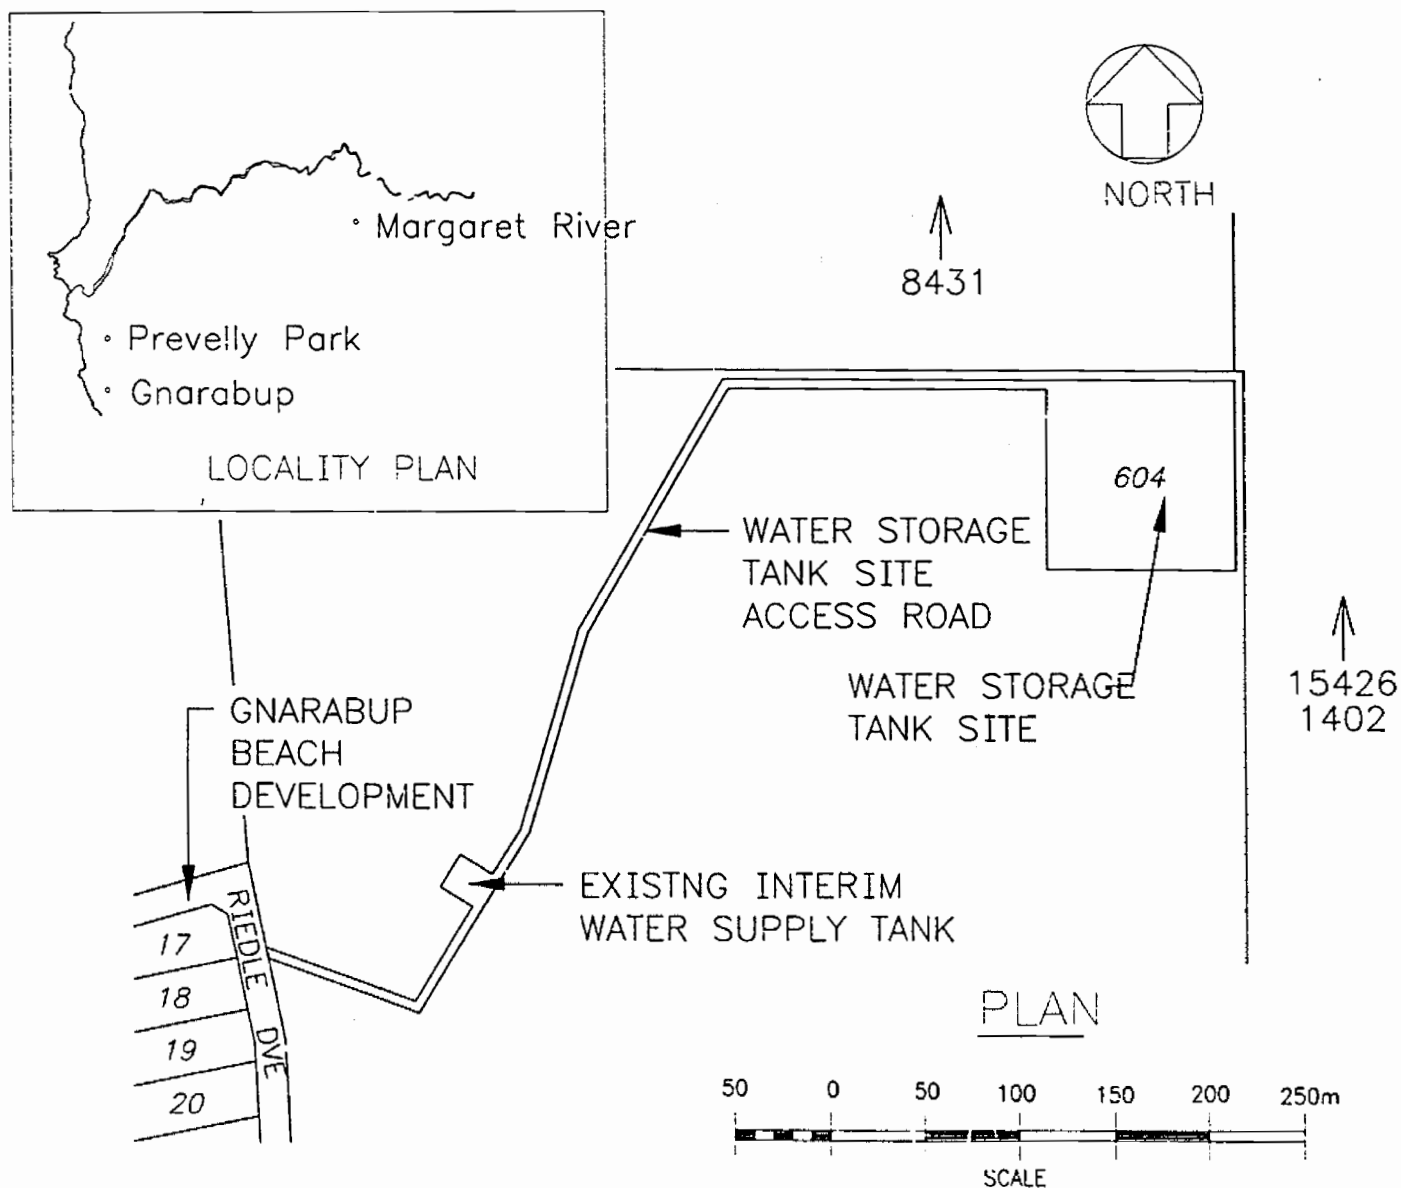 NORTH
Margaret River
8431
Prevelly Park
Gnarabup
LOCALITY PLAN
604
WATER STORAGE
TANK SITE
ACCESS ROAD
WATER STORAGE
TANK SITE
15426
1402
GNARABUP
BEACH
DEVELOPMENT
EXISTNG INTERIM
WATER SUPPLY TANK
RIEDLE DVE
17
18
19
20
PLAN
50 0 50 100 150 200 250m
SCALE